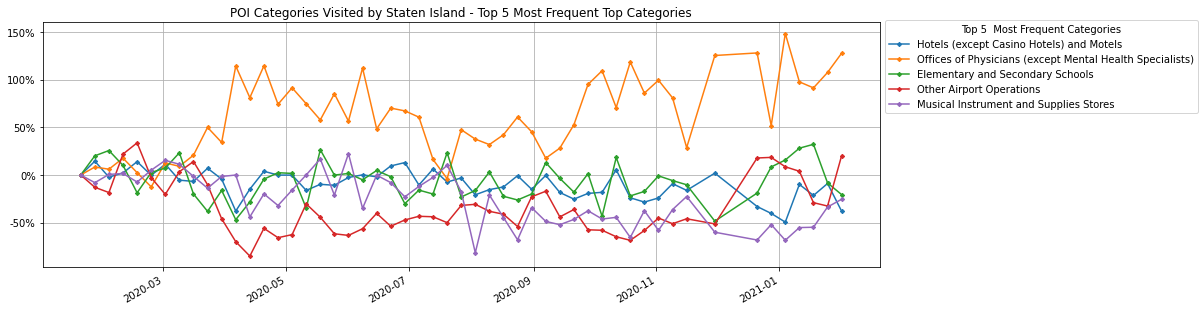 POI Categories Visited by Staten Island - Top 5 Most Frequent Top Categories
150%
100%
50%
0%
-50%
2020-03
2020-05
2020-07
2020-09
2020-11
2021-01
Top 5  Most Frequent Categories
Hotels (except Casino Hotels) and Motels
Offices of Physicians (except Mental Health Specialists)
Elementary and Secondary Schools
Other Airport Operations
Musical Instrument and Supplies Stores